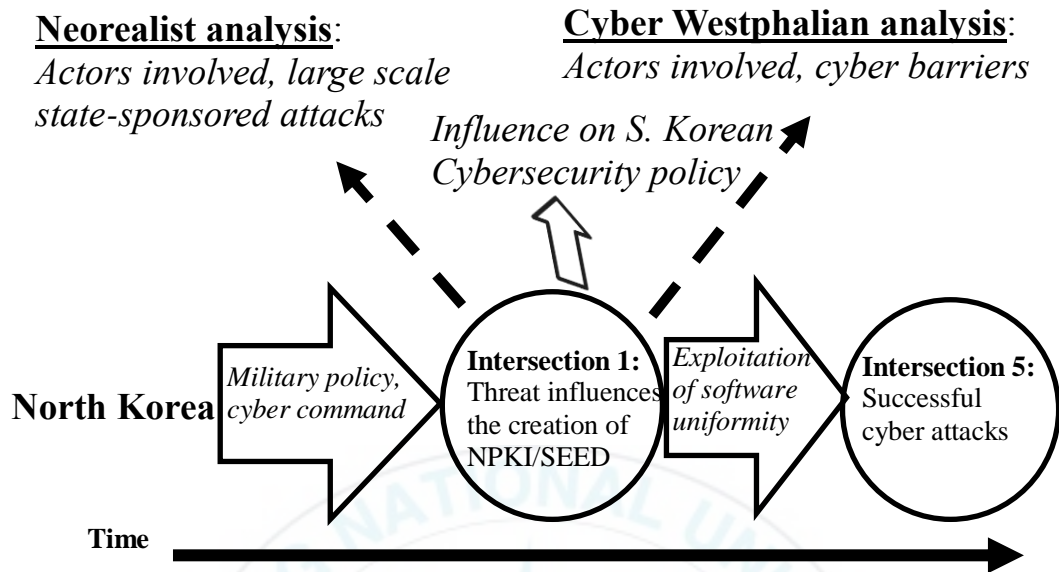 Neorealist analysis:
Actors involved, large scale
state-sponsored attacks
Cyber Westphalian analysis:
Actors involved, cyber barriers
Influence on S. Korean
Cybersecurity policy
North Korea
Military policy,
cyber command
Intersection 1:
Threat influences
the creation of
NPKI/SEED
Exploitation
of software
uniformity
Intersection 5:
Successful
cyber attacks
Time
NATIONAL UN